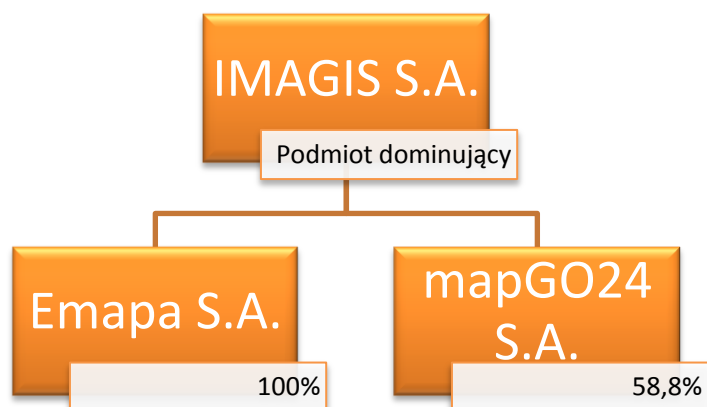 IMAGIS S.A.
Podmiot dominujący
Emapa S.A.
100%
mapGO24
S.A.
58,8%